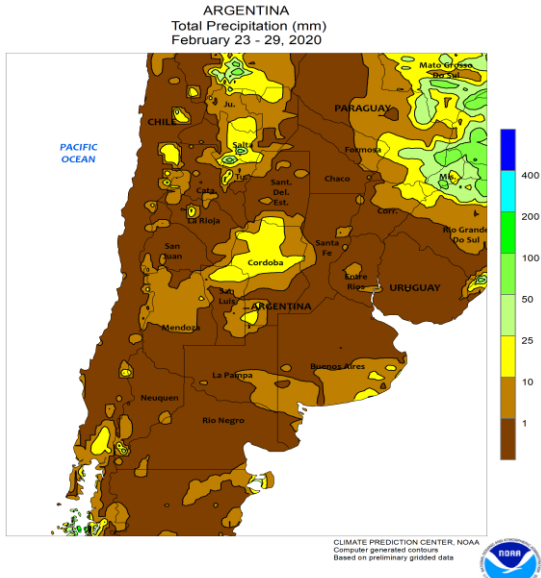 ARGENTINA
Total Precipitation (mm)
February 23 - 29, 2020
Mato Grosso
Do Sul
Ju.
PARAGUAY
CHILE
PACIFIC
OCEAN
Salta
Formosa
Tu.
Chaco
Mis.
Sant.
Del.
Est.
Cata.
Corr.
La Rioja
Rio Grande
Do Sul
San
Juan
Santa
Fe
Cordoba
Entre
Rios
URUGUAY
San
Luis
ARGENTINA
Mendoza
Buenos Aires
La Pampa
Neuquen
Rio Negro
400
200
100
50
25
10
1
CLIMATE PREDICTION CENTER, NOAA
Computer generated contours
Based on preliminary gridded data
NOAA